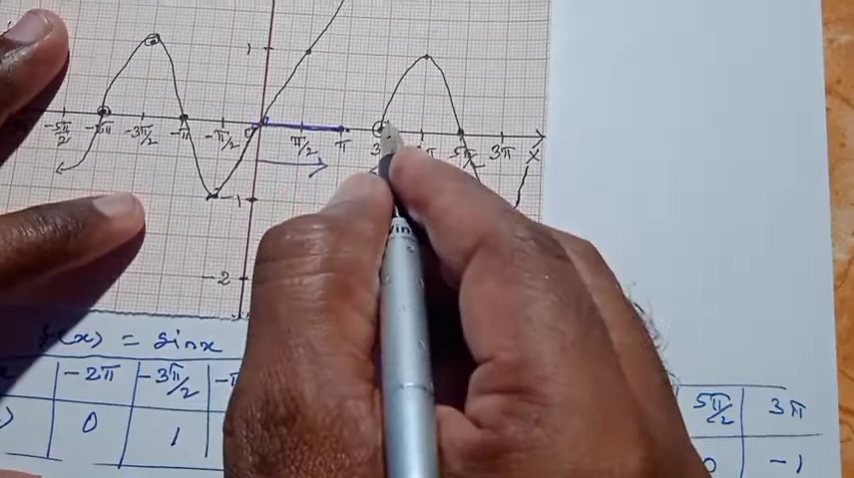 1
-5π/2 -2π -3π/2 -π -π/2 π/2 π 5π/2 3π X
-1
-2
f(x) = sinx
-2π -3π/2 5π/2 3π
0 1 0 -1